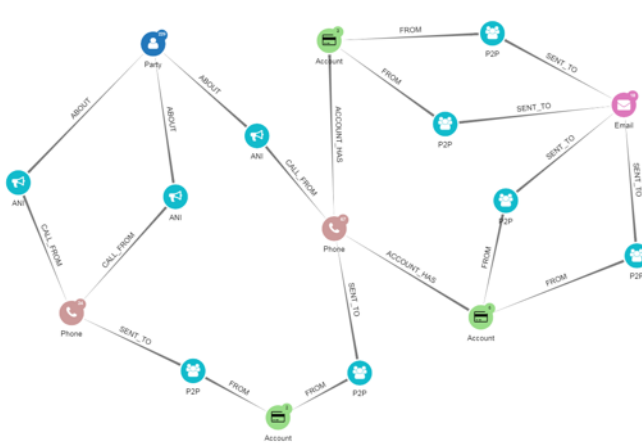 FROM
P2P
SENT_TO
Party
Account
ABOUT
ABOUT
ABOUT
FROM
SENT_TO
Email
P2P
ACCOUNT_HAS
ANI
SENT_TO
CALL_FROM
SENT_TO
ANI
ANI
P2P
CALL_FROM
CALL_FROM
Phone
FROM
ACCOUNT_HAS
FROM
P2P
SENT_TO
Phone
SENT_TO
Account
P2P
FROM
FROM
P2P
Account